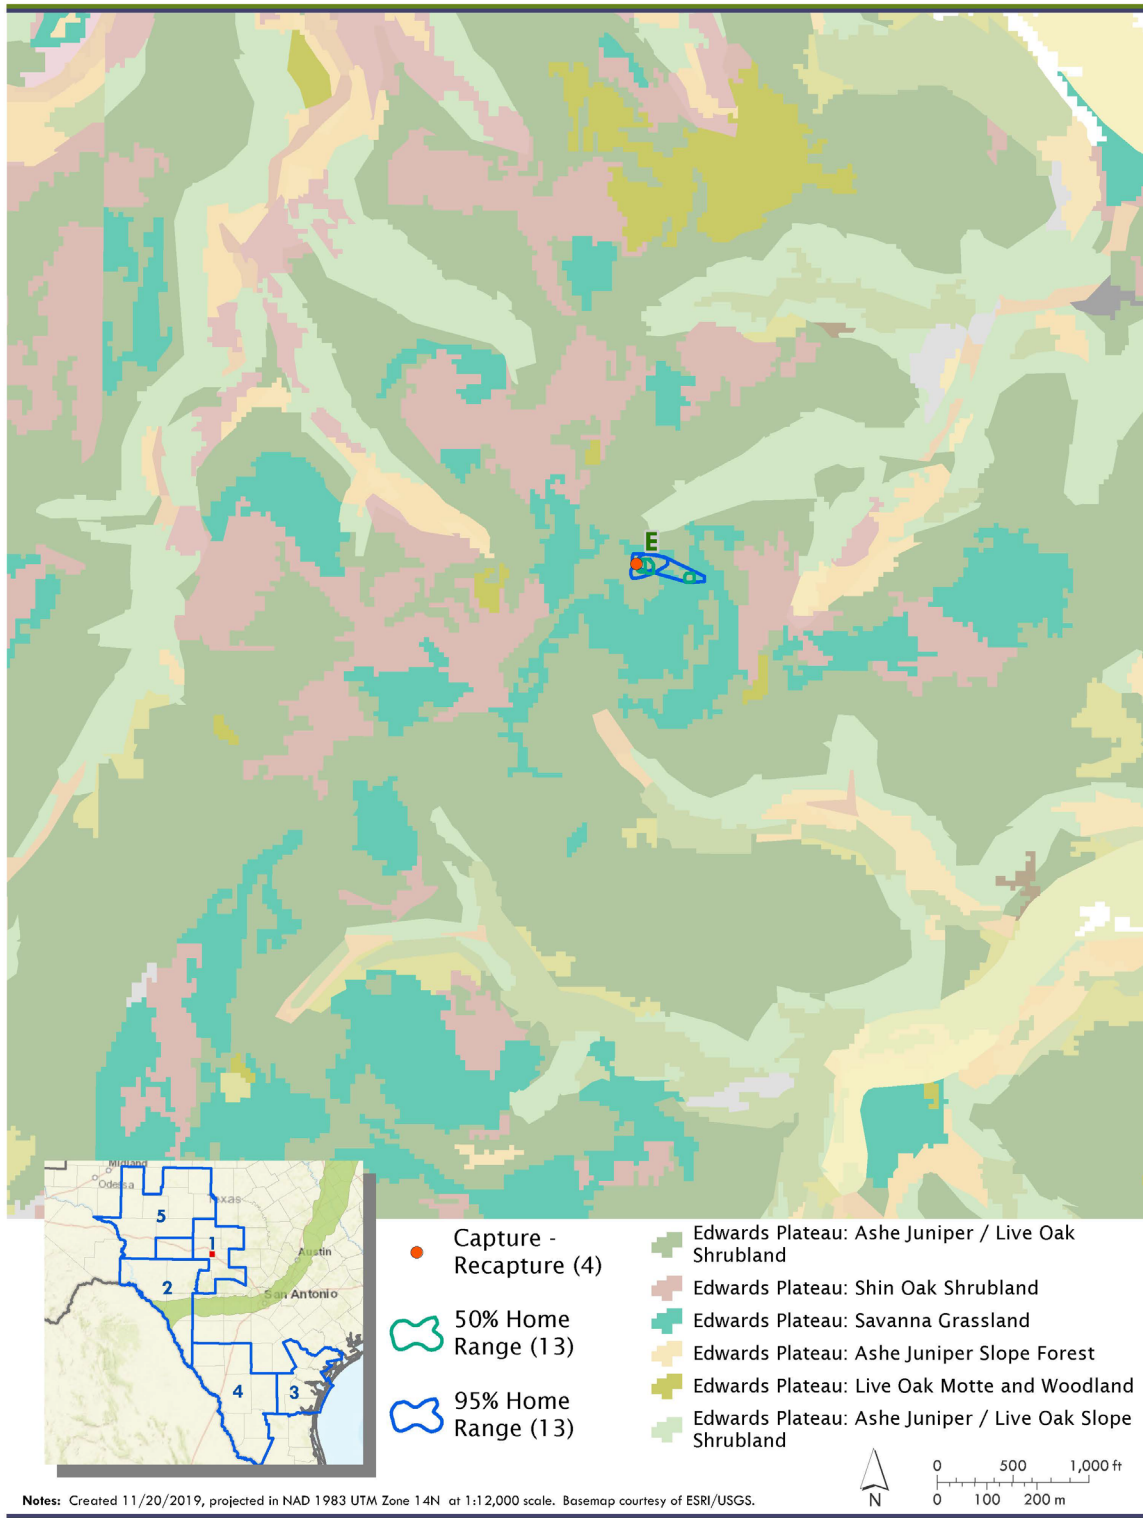 E
Midland
Odessa
Texas
5
1
Austin
2
San Antonio
4
3
Capture -
Recapture (4)
50% Home
Range (13)
95% Home
Range (13)
Edwards Plateau: Ashe Juniper / Live Oak
Shrubland
Edwards Plateau: Shin Oak Shrubland
Edwards Plateau: Savanna Grassland
Edwards Plateau: Ashe Juniper Slope Forest
Edwards Plateau: Live Oak Motte and Woodland
Edwards Plateau: Ashe Juniper / Live Oak Slope
Shrubland
N
0 500 1,000 ft
0 100 200 m
Notes: Created 11/20/2019, projected in NAD 1983 UTM Zone 14N at 1:12,000 scale. Basemap courtesy of ESRI/USGS.